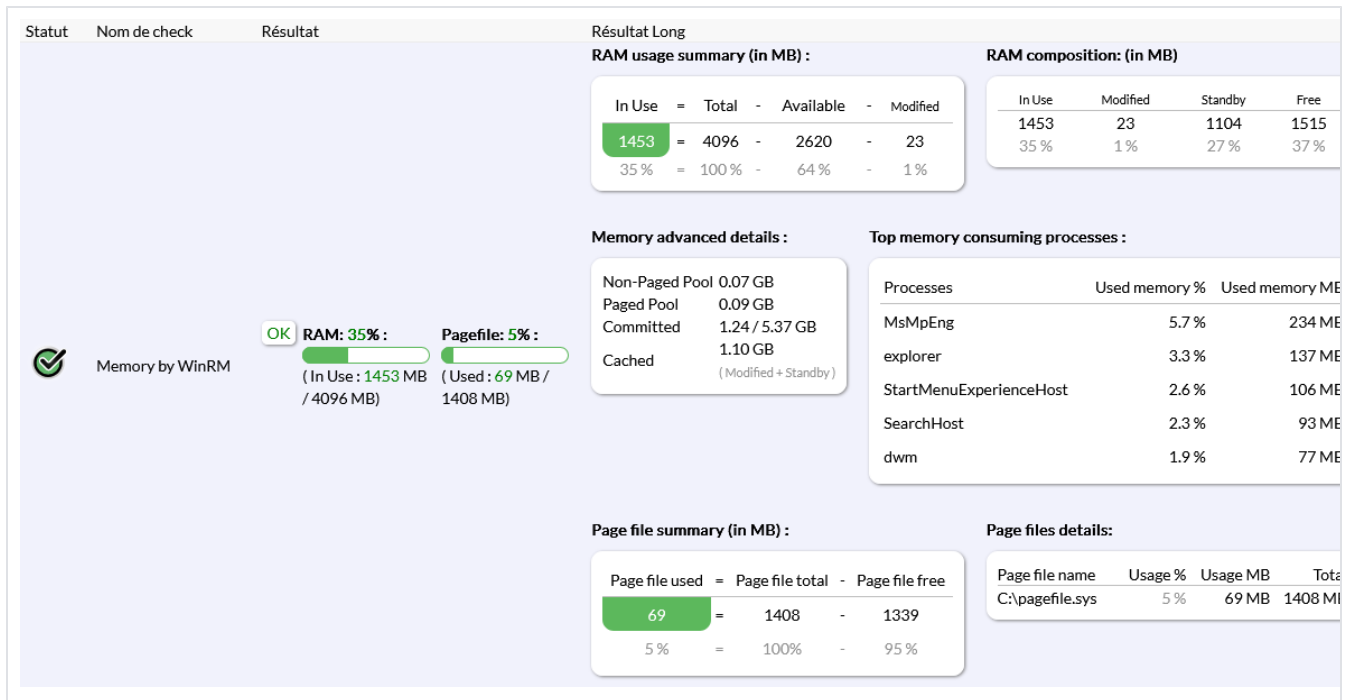 Statut Nom de check Résultat Résultat Long
RAM usage summary (in MB) : RAM composition: (in MB)
In Use = Total - Available - Modified
1453 = 4096 - 2620 - 23
35 % = 100 % - 64 % - 1 %
In Use Modified Standby Free
1453 23 1104 1515
35 % 1 % 27 % 37 %
Memory advanced details : Top memory consuming processes :
Non-Paged Pool 0.07 GB
Paged Pool 0.09 GB
Committed 1.24 / 5.37 GB
Cached 1.10 GB
( Modified + Standby )
Processes Used memory % Used memory MB
MsMpEng 5.7 % 234 MB
explorer 3.3 % 137 MB
StartMenuExperienceHost 2.6 % 106 MB
SearchHost 2.3 % 93 MB
dwm 1.9 % 77 MB
Memory by WinRM
OK RAM: 35% : Pagefile: 5% :
( In Use : 1453 MB ( Used : 69 MB /
/ 4096 MB) 1408 MB)
Page file summary (in MB) : Page files details:
Page file used = Page file total - Page file free
69 = 1408 - 1339
5 % = 100% - 95 %
Page file name Usage % Usage MB Tota
C:\pagefile.sys 5 % 69 MB 1408 MB